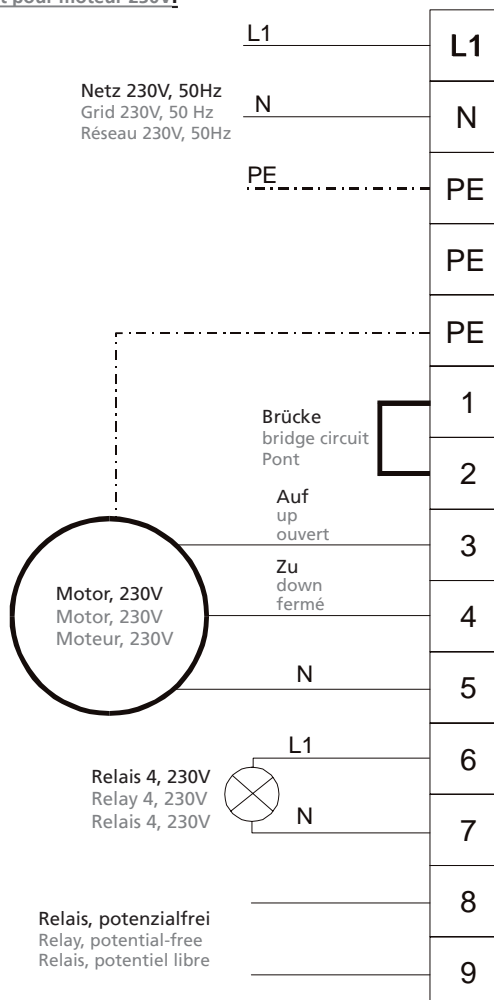 pour moteur 230V:
L1
L1
Netz 230V, 50Hz
Grid 230V, 50 Hz
Réseau 230V, 50Hz
N
N
PE
PE
PE
PE
Brücke
bridge circuit
Pont
1
2
Auf
up
ouvert
3
Zu
down
fermé
4
Motor, 230V
Motor, 230V
Moteur, 230V
N
5
L1
6
Relais 4, 230V
Relay 4, 230V
Relais 4, 230V
N
7
8
Relais, potenzialfrei
Relay, potential-free
Relais, potentiel libre
9